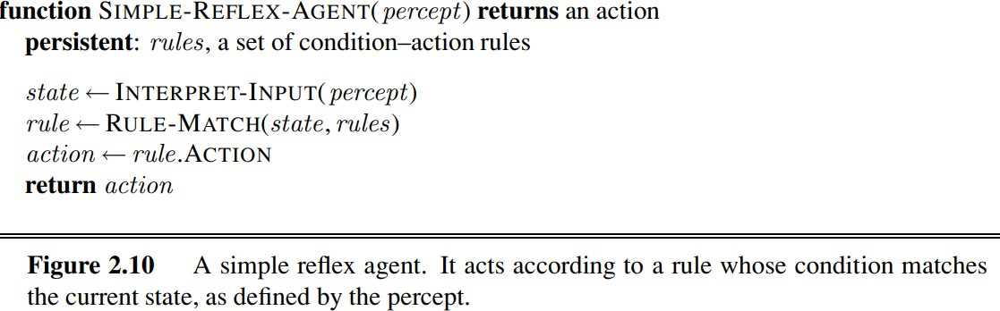 function SIMPLE-REFLEX-AGENT(percept) returns an action
persistent: rules, a set of condition–action rules
state ← INTERPRET-INPUT(percept)
rule ← RULE-MATCH(state, rules)
action ← rule.ACTION
return action
Figure 2.10 A simple reflex agent. It acts according to a rule whose condition matches
the current state, as defined by the percept.